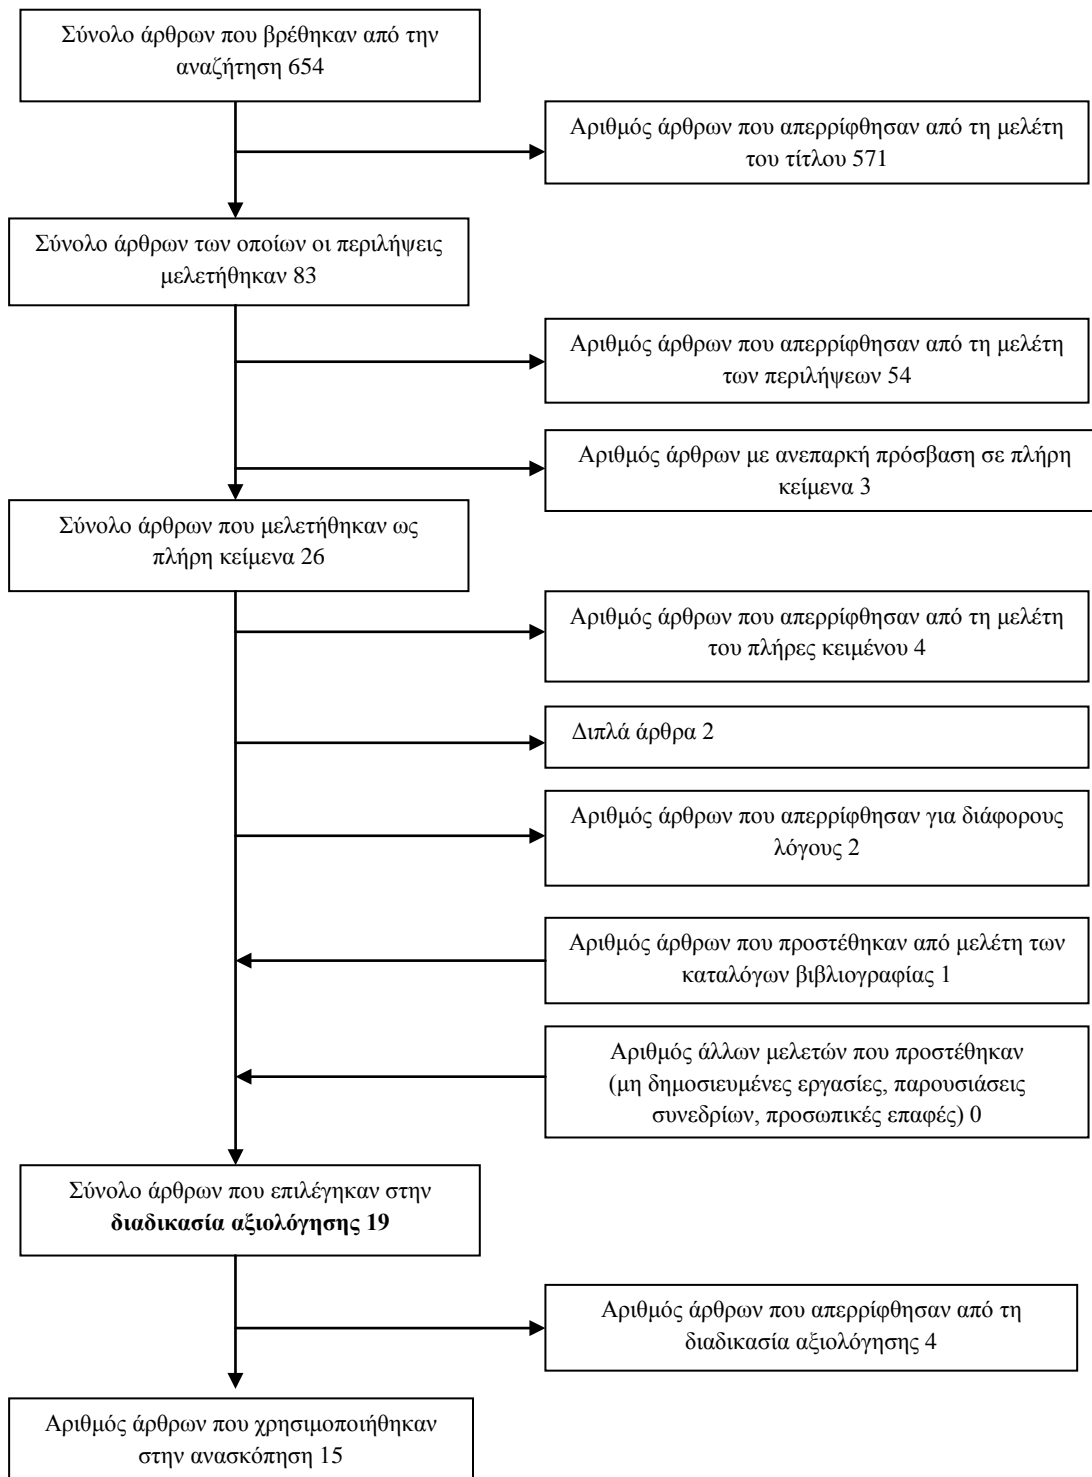 Σύνολο άρθρων που βρέθηκαν από την
αναζήτηση 654
Αριθμός άρθρων που απερρίφθησαν από τη μελέτη
του τίτλου 571
Σύνολο άρθρων των οποίων οι περιλήψεις
μελετήθηκαν 83
Αριθμός άρθρων που απερρίφθησαν από τη μελέτη
των περιλήψεων 54
Αριθμός άρθρων με ανεπαρκή πρόσβαση σε πλήρη
κείμενα 3
Σύνολο άρθρων που μελετήθηκαν ως
πλήρη κείμενα 26
Αριθμός άρθρων που απερρίφθησαν από τη μελέτη
του πλήρες κειμένου 4
Διπλά άρθρα 2
Αριθμός άρθρων που απερρίφθησαν για διάφορους
λόγους 2
Αριθμός άρθρων που προστέθηκαν από μελέτη των
καταλόγων βιβλιογραφίας 1
Αριθμός άλλων μελετών που προστέθηκαν
(μη δημοσιευμένες εργασίες, παρουσιάσεις
συνεδρίων, προσωπικές επαφές) 0
Σύνολο άρθρων που επιλέγηκαν στην
διαδικασία αξιολόγησης 19
Αριθμός άρθρων που απερρίφθησαν από τη
διαδικασία αξιολόγησης 4
Αριθμός άρθρων που χρησιμοποιήθηκαν
στην ανασκόπηση 15